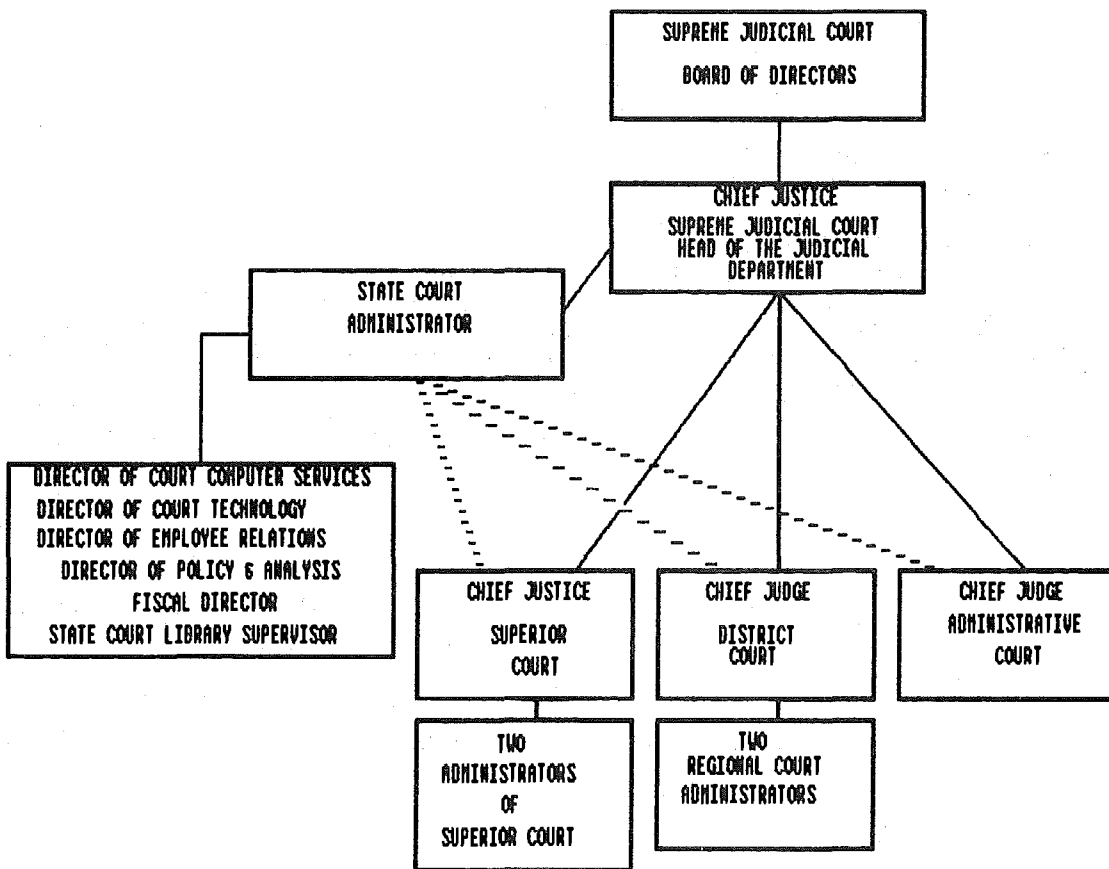 SUPREME JUDICIAL COURT
BOARD OF DIRECTORS
CHIEF JUSTICE
SUPREME JUDICIAL COURT
HEAD OF THE JUDICIAL
DEPARTMENT
STATE COURT
ADMINISTRATOR
DIRECTOR OF COURT COMPUTER SERVICES
DIRECTOR OF COURT TECHNOLOGY
DIRECTOR OF EMPLOYEE RELATIONS
DIRECTOR OF POLICY & ANALYSIS
FISCAL DIRECTOR
STATE COURT LIBRARY SUPERVISOR
CHIEF JUSTICE
SUPERIOR
COURT
CHIEF JUDGE
DISTRICT
COURT
CHIEF JUDGE
ADMINISTRATIVE
COURT
TWO
ADMINISTRATORS
OF
SUPERIOR COURT
TWO
REGIONAL COURT
ADMINISTRATORS